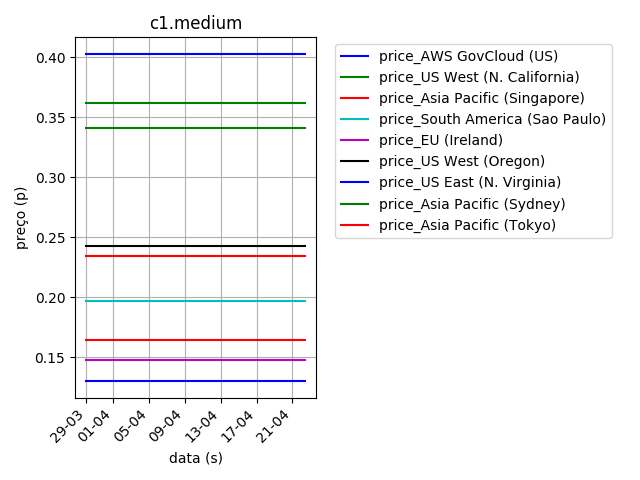 c1.medium
0.40
0.35
0.30
0.25
0.20
0.15
preço (p)
29-03
01-04
05-04
09-04
13-04
17-04
21-04
data (s)
price_AWS GovCloud (US)
price_US West (N. California)
price_Asia Pacific (Singapore)
price_South America (Sao Paulo)
price_EU (Ireland)
price_US West (Oregon)
price_US East (N. Virginia)
price_Asia Pacific (Sydney)
price_Asia Pacific (Tokyo)